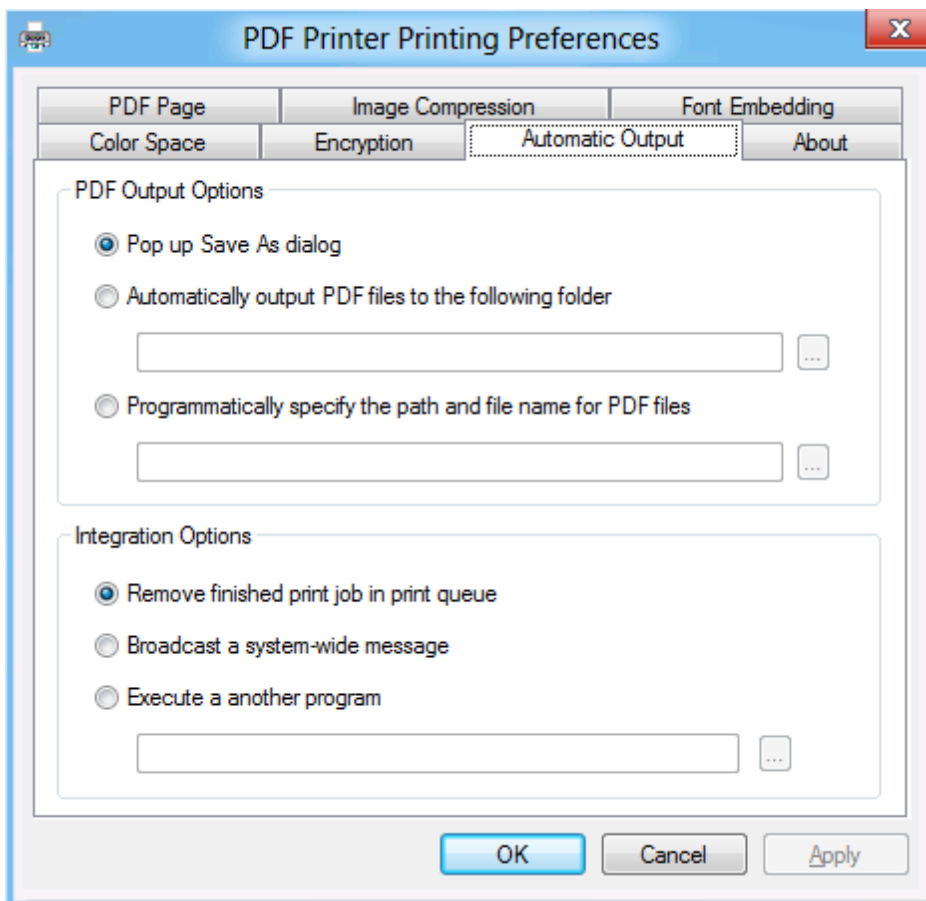 PDF Printer Printing Preferences
x
PDF Page Image Compression Font Embedding
Color Space Encryption Automatic Output About
PDF Output Options
Pop up Save As dialog
Automatically output PDF files to the following folder
...
Programmatically specify the path and file name for PDF files
...
Integration Options
Remove finished print job in print queue
Broadcast a system-wide message
Execute a another program
...
OK Cancel Apply